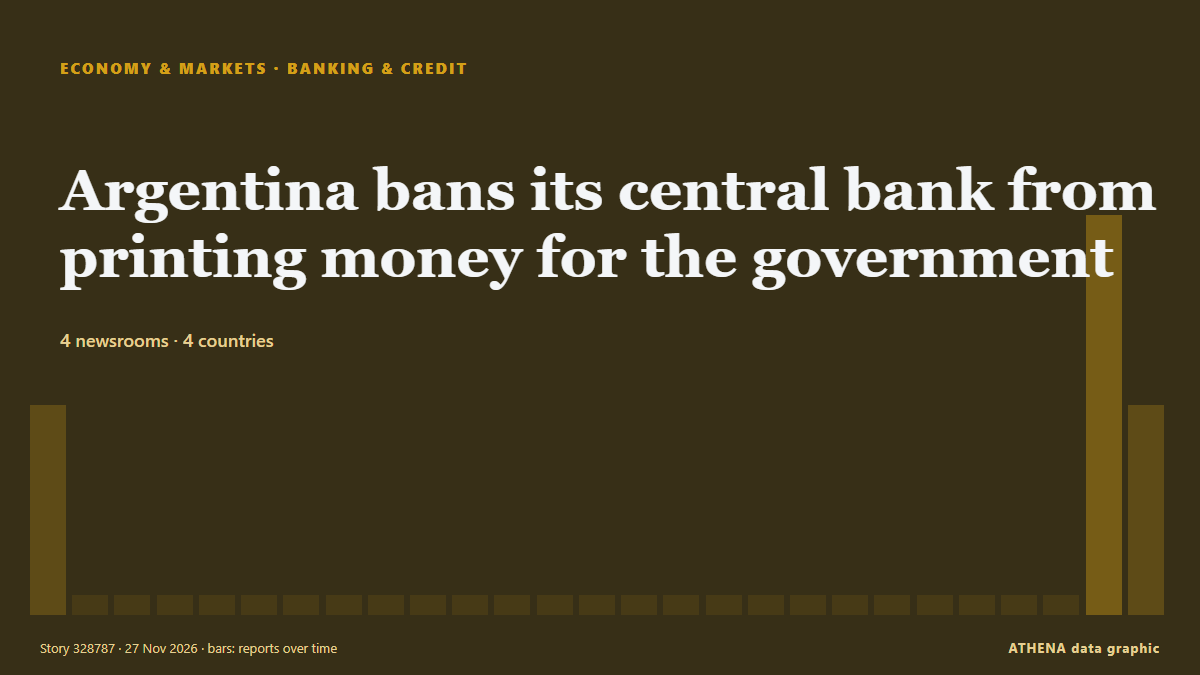 ECONOMY & MARKETS · BANKING & CREDIT
Argentina bans its central bank from
printing money for the government
4 newsrooms · 4 countries
Story 328787 · 27 Nov 2026 · bars: reports over time
ATHENA data graphic